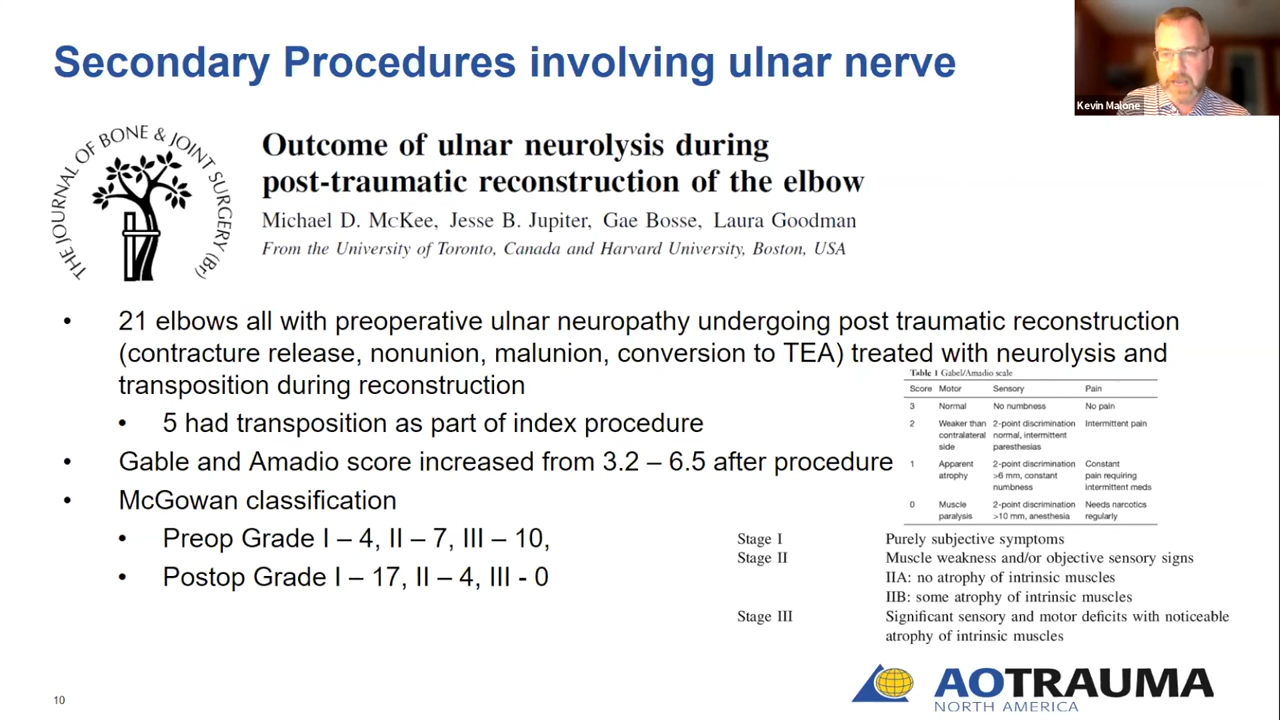 Secondary Procedures involving ulnar nerve
Kevin Malone
THE JOURNAL OF BONE & JOINT SURGERY (Br)
Outcome of ulnar neurolysis during
post-traumatic reconstruction of the elbow
Michael D. McKee, Jesse B. Jupiter, Gae Bosse, Laura Goodman
From the University of Toronto, Canada and Harvard University, Boston, USA
• 21 elbows all with preoperative ulnar neuropathy undergoing post traumatic reconstruction
(contracture release, nonunion, malunion, conversion to TEA) treated with neurolysis and
transposition during reconstruction
• 5 had transposition as part of index procedure
• Gable and Amadio score increased from 3.2 – 6.5 after procedure
• McGowan classification
• Preop Grade I – 4, II – 7, III – 10,
• Postop Grade I – 17, II – 4, III - 0
Table 1 Gabel/Amadio scale
Score Motor Sensory Pain
3 Normal No numbness No pain
2 Weaker than 2-point discrimination Intermittent pain
contralateral normal, intermittent
side paresthesias
1 Apparent 2-point discrimination Constant
atrophy >6 mm, constant pain requiring
numbness intermittent meds
0 Muscle 2-point discrimination Needs narcotics
paralysis >10 mm, anesthesia regularly
Stage I Purely subjective symptoms
Stage II Muscle weakness and/or objective sensory signs
IIA: no atrophy of intrinsic muscles
IIB: some atrophy of intrinsic muscles
Stage III Significant sensory and motor deficits with noticeable
atrophy of intrinsic muscles
10
AOTRAUMA
NORTH AMERICA